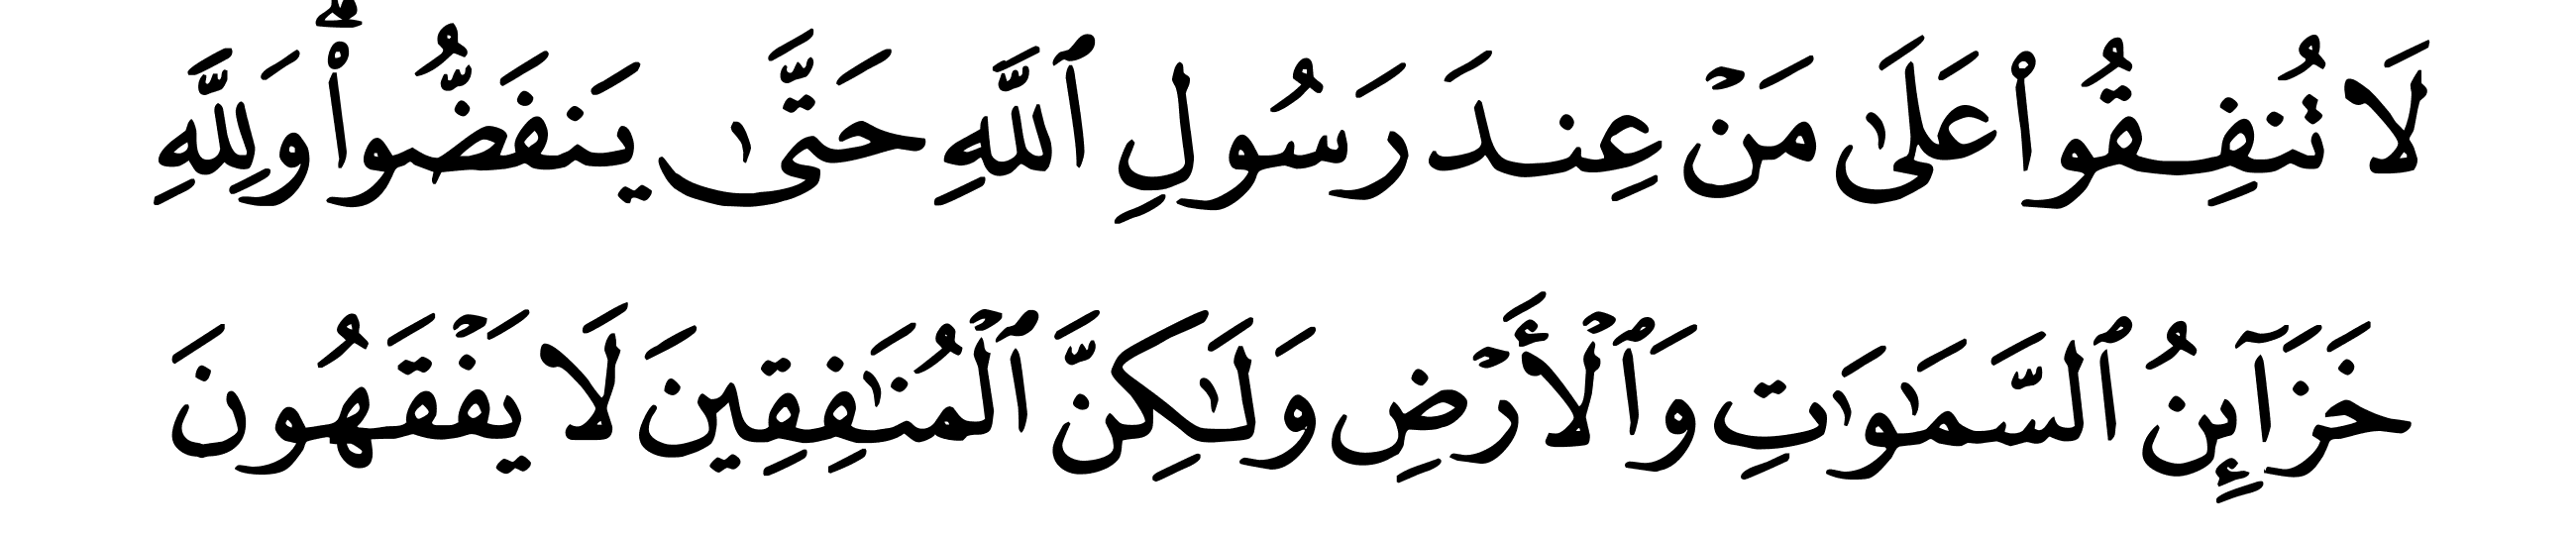 لَا تُنفِقُوا۟ عَلَىٰ مَنْ عِندَ رَسُولِ ٱللَّهِ حَتَّىٰ يَنفَضُّوا۟ ۗ وَلِلَّهِ
خَزَآئِنُ ٱلسَّمَـٰوَٰتِ وَٱلْأَرْضِ وَلَـٰكِنَّ ٱلْمُنَـٰفِقِينَ لَا يَفْقَهُونَ